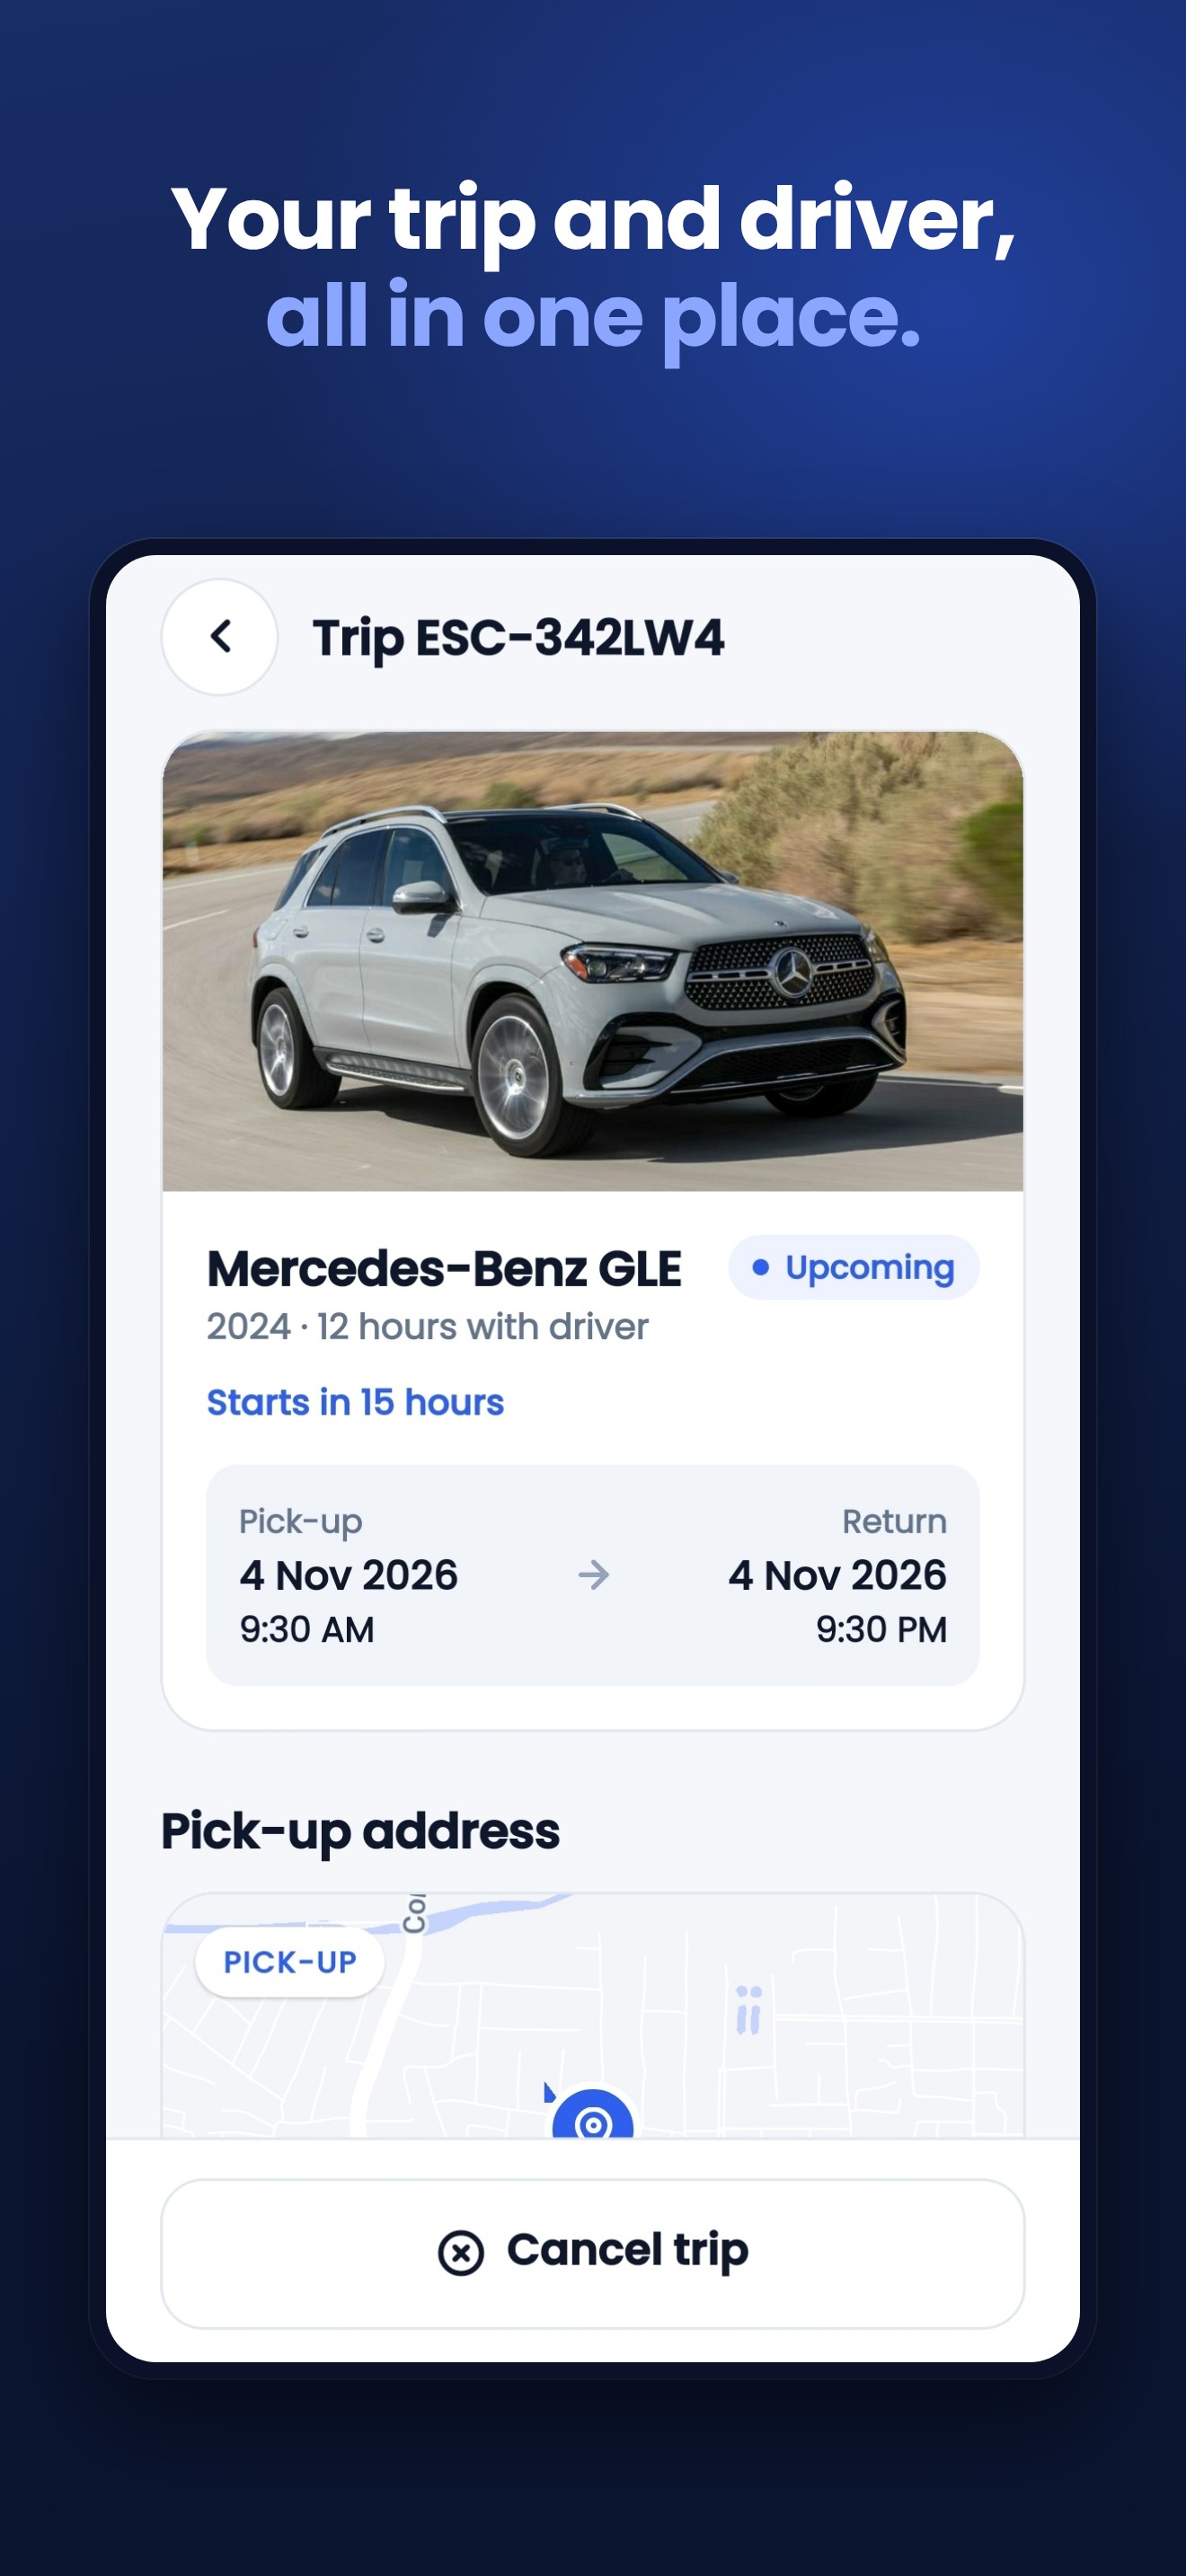 Your trip and driver,
all in one place.
Trip ESC-342LW4
Mercedes-Benz GLE
Upcoming
2024 · 12 hours with driver
Starts in 15 hours
Pick-up
Return
4 Nov 2026
4 Nov 2026
9:30 AM
9:30 PM
Pick-up address
PICK-UP
Cancel trip